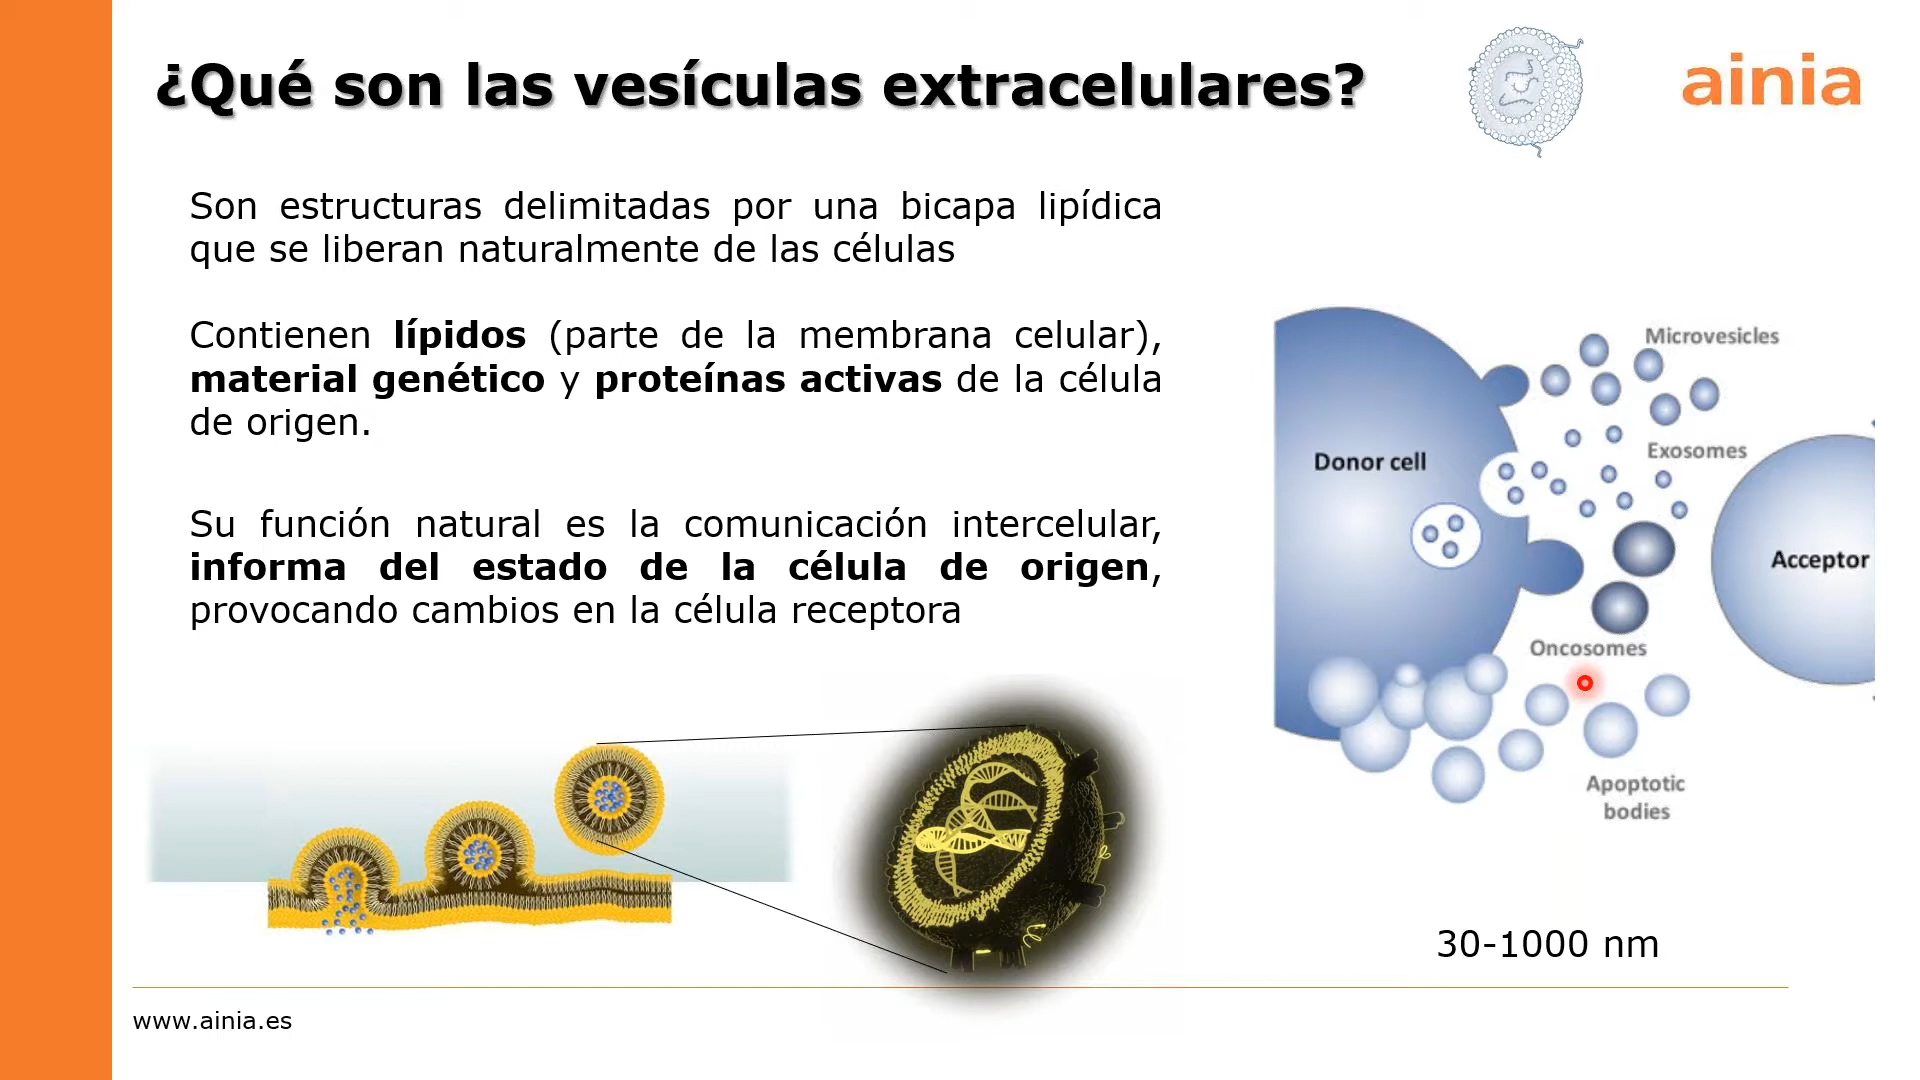 ¿Qué son las vesículas extracelulares?
ainia
Son estructuras delimitadas por una bicapa lipídica
que se liberan naturalmente de las células
Contienen lípidos (parte de la membrana celular),
material genético y proteínas activas de la célula
de origen.
Su función natural es la comunicación intercelular,
informa del estado de la célula de origen,
provocando cambios en la célula receptora
Microvesicles
Exosomes
Donor cell
Acceptor
Oncosomes
Apoptotic
bodies
30-1000 nm
www.ainia.es